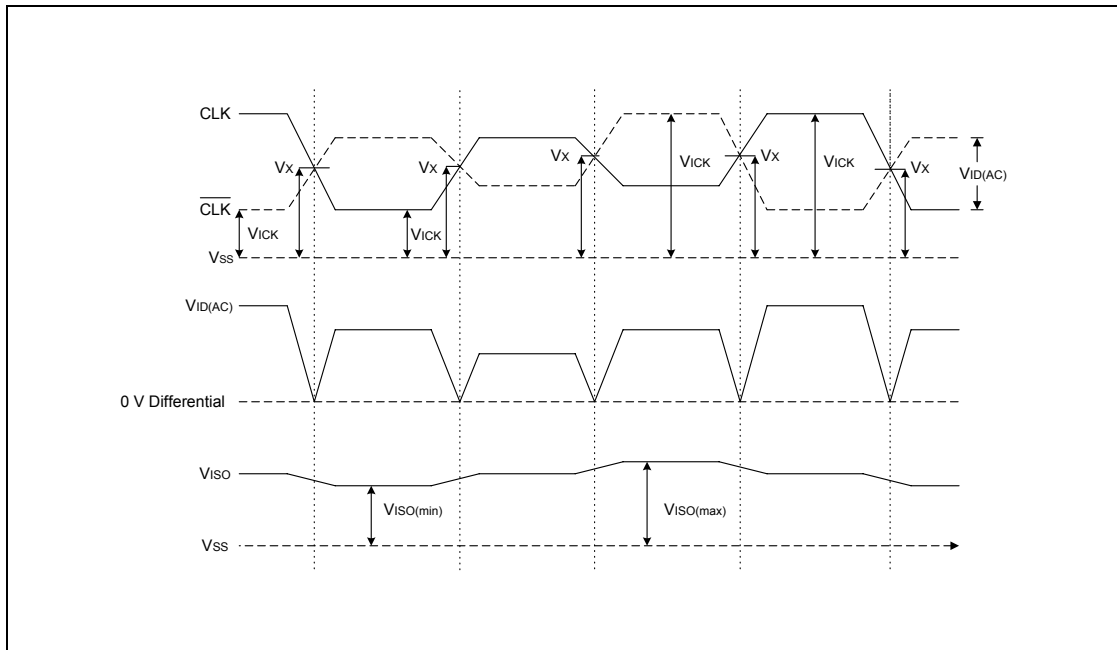 CLK
VX
VX
VX
VICK
VX
VICK
VX
VID(AC)
CLK
VICK
VICK
VSS
VID(AC)
0 V Differential
VISO
VISO(min)
VISO(max)
VSS